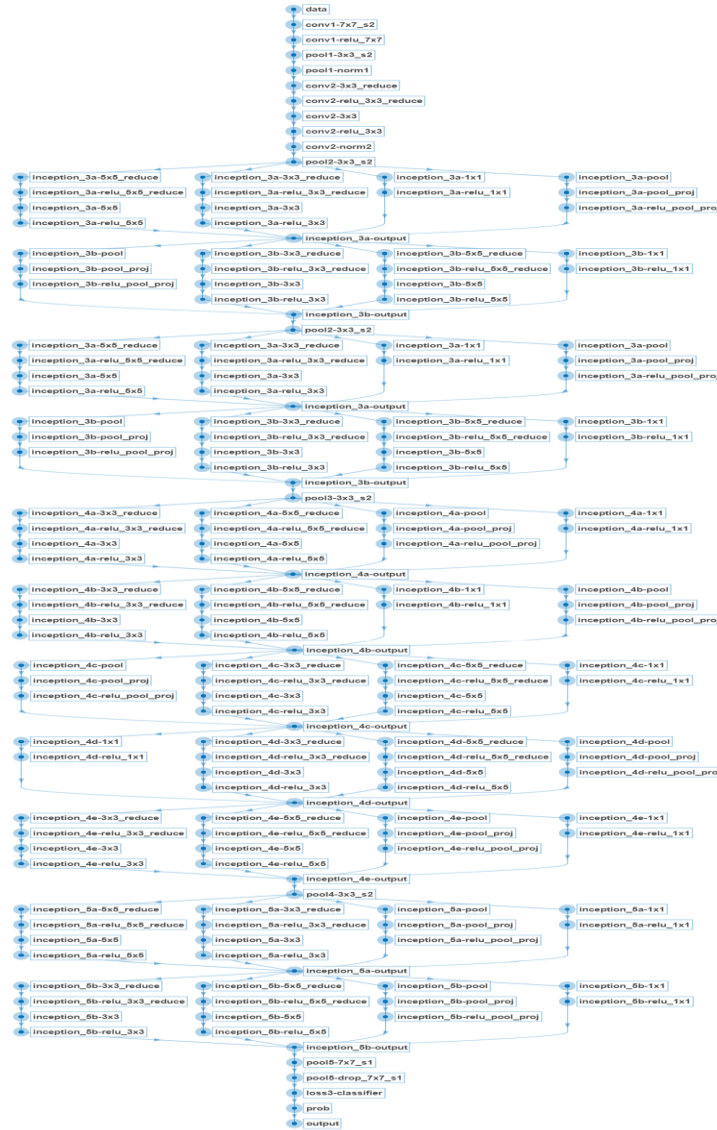 data
conv1-7x7_s2
conv1-relu_7x7
pool1-3x3_s2
pool1-norm1
conv2-3x3_reduce
conv2-relu_3x3_reduce
conv2-3x3
conv2-relu_3x3
conv2-norm2
pool2-3x3_s2
inception_3a-5x5_reduce inception_3a-3x3_reduce inception_3a-1x1 inception_3a-pool
inception_3a-relu_5x5_reduce inception_3a-relu_3x3_reduce inception_3a-relu_1x1 inception_3a-pool_proj
inception_3a-5x5 inception_3a-3x3 inception_3a-relu_pool_proj
inception_3a-relu_5x5 inception_3a-relu_3x3
inception_3a-output
inception_3b-pool inception_3b-3x3_reduce inception_3b-5x5_reduce inception_3b-1x1
inception_3b-pool_proj inception_3b-relu_3x3_reduce inception_3b-relu_5x5_reduce inception_3b-relu_1x1
inception_3b-relu_pool_proj inception_3b-3x3 inception_3b-5x5
inception_3b-relu_3x3 inception_3b-relu_5x5
inception_3b-output
pool2-3x3_s2
inception_3a-5x5_reduce inception_3a-3x3_reduce inception_3a-1x1 inception_3a-pool
inception_3a-relu_5x5_reduce inception_3a-relu_3x3_reduce inception_3a-relu_1x1 inception_3a-pool_proj
inception_3a-5x5 inception_3a-3x3 inception_3a-relu_pool_proj
inception_3a-relu_5x5 inception_3a-relu_3x3
inception_3a-output
inception_3b-pool inception_3b-3x3_reduce inception_3b-5x5_reduce inception_3b-1x1
inception_3b-pool_proj inception_3b-relu_3x3_reduce inception_3b-relu_5x5_reduce inception_3b-relu_1x1
inception_3b-relu_pool_proj inception_3b-3x3 inception_3b-5x5
inception_3b-relu_3x3 inception_3b-relu_5x5
inception_3b-output
pool3-3x3_s2
inception_4a-3x3_reduce inception_4a-5x5_reduce inception_4a-pool inception_4a-1x1
inception_4a-relu_3x3_reduce inception_4a-relu_5x5_reduce inception_4a-pool_proj inception_4a-relu_1x1
inception_4a-3x3 inception_4a-5x5 inception_4a-relu_pool_proj
inception_4a-relu_3x3 inception_4a-relu_5x5
inception_4a-output
inception_4b-3x3_reduce inception_4b-5x5_reduce inception_4b-1x1 inception_4b-pool
inception_4b-relu_3x3_reduce inception_4b-relu_5x5_reduce inception_4b-relu_1x1 inception_4b-pool_proj
inception_4b-3x3 inception_4b-5x5 inception_4b-relu_pool_proj
inception_4b-relu_3x3 inception_4b-relu_5x5
inception_4b-output
inception_4c-pool inception_4c-3x3_reduce inception_4c-5x5_reduce inception_4c-1x1
inception_4c-pool_proj inception_4c-relu_3x3_reduce inception_4c-relu_5x5_reduce inception_4c-relu_1x1
inception_4c-relu_pool_proj inception_4c-3x3 inception_4c-5x5
inception_4c-relu_3x3 inception_4c-relu_5x5
inception_4c-output
inception_4d-1x1 inception_4d-3x3_reduce inception_4d-5x5_reduce inception_4d-pool
inception_4d-relu_1x1 inception_4d-relu_3x3_reduce inception_4d-relu_5x5_reduce inception_4d-pool_proj
inception_4d-3x3 inception_4d-5x5 inception_4d-relu_pool_proj
inception_4d-relu_3x3 inception_4d-relu_5x5
inception_4d-output
inception_4e-3x3_reduce inception_4e-5x5_reduce inception_4e-pool inception_4e-1x1
inception_4e-relu_3x3_reduce inception_4e-relu_5x5_reduce inception_4e-pool_proj inception_4e-relu_1x1
inception_4e-3x3 inception_4e-5x5 inception_4e-relu_pool_proj
inception_4e-relu_3x3 inception_4e-relu_5x5
inception_4e-output
pool4-3x3_s2
inception_5a-5x5_reduce inception_5a-3x3_reduce inception_5a-pool inception_5a-1x1
inception_5a-relu_5x5_reduce inception_5a-relu_3x3_reduce inception_5a-pool_proj inception_5a-relu_1x1
inception_5a-5x5 inception_5a-3x3 inception_5a-relu_pool_proj
inception_5a-relu_5x5 inception_5a-relu_3x3
inception_5a-output
inception_5b-3x3_reduce inception_5b-5x5_reduce inception_5b-pool inception_5b-1x1
inception_5b-relu_3x3_reduce inception_5b-relu_5x5_reduce inception_5b-pool_proj inception_5b-relu_1x1
inception_5b-3x3 inception_5b-5x5 inception_5b-relu_pool_proj
inception_5b-relu_3x3 inception_5b-relu_5x5
inception_5b-output
pool5-7x7_s1
pool5-drop_7x7_s1
loss3-classifier
prob
output